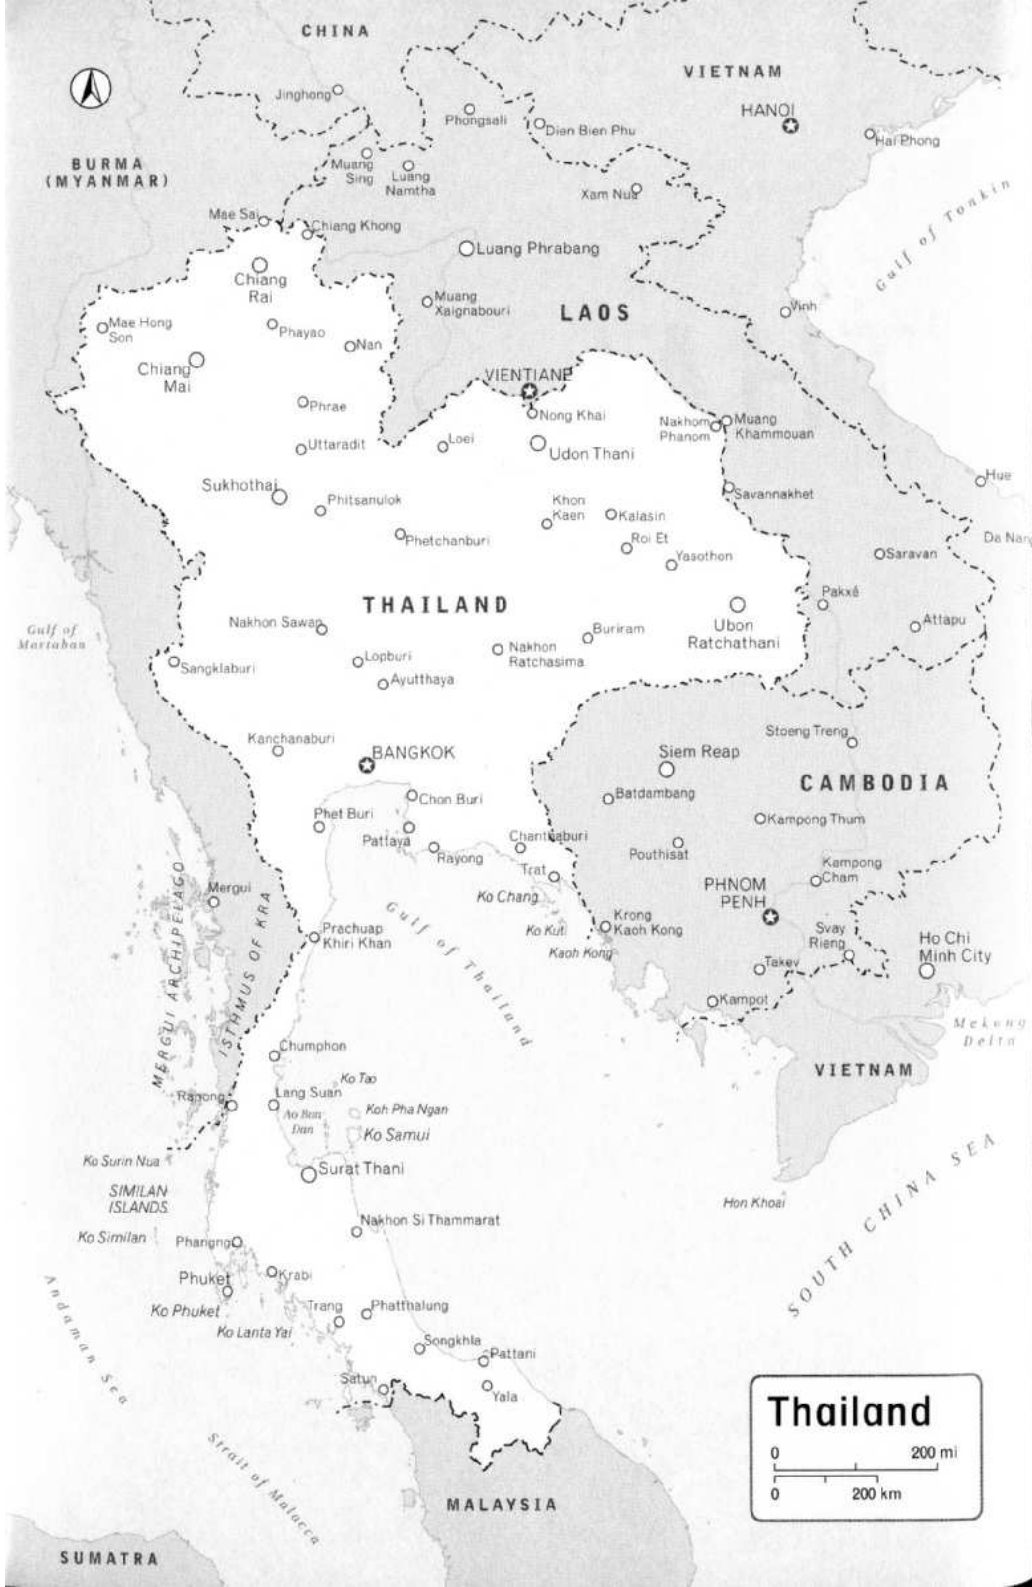 CHINA
VIETNAM
Jinghong
HANOI
Phongsali
Dien Bien Phu
Hai Phong
BURMA
(MYANMAR)
Muang
Sing
Luang
Namtha
Xam Nua
Gulf of Tonkin
Mae Sai
Chiang Khong
Luang Phrabang
Chiang
Rai
Muang
Xaignabouri
LAOS
Vinh
Mae Hong
Son
Phayao
Nan
Chiang
Mai
VIENTIANE
Phrae
Nong Khai
Nakhom
Phanom
Muang
Khammouan
Uttaradit
Loei
Udon Thani
Hue
Sukhothai
Phitsanulok
Khon
Kaen
Kalasin
Savannakhet
Phetchanburi
Roi Et
Yasothon
Saravan
Da Nang
THAILAND
Pakxé
Gulf of
Martaban
Nakhon Sawan
Buriram
Ubon
Ratchathani
Attapu
Sangklaburi
Lopburi
Nakhon
Ratchasima
Ayutthaya
Kanchanaburi
BANGKOK
Stoeng Treng
Siem Reap
CAMBODIA
Chon Buri
Batdambang
Phet Buri
Pattaya
Rayong
Chanthaburi
Kampong Thum
Pouthisat
Trat
Kampong
Cham
Mergui
Ko Chang
PHNOM
PENH
MERGUI ARCHIPELAGO
ISTHMUS OF KRA
Prachuap
Khiri Khan
Gulf of Thailand
Ko Kut
Krong
Kaoh Kong
Kaoh Kong
Svay
Rieng
Ho Chi
Minh City
Takev
Kampot
Mekong
Delta
Chumphon
VIETNAM
Ko Tao
Ranong
Lang Suan
Ao Ban
Dan
Koh Pha Ngan
Ko Samui
Ko Surin Nua
Surat Thani
SIMILAN
ISLANDS
Hon Khoai
SOUTH CHINA SEA
Ko Similan
Nakhon Si Thammarat
Phangnga
Phuket
Krabi
Ko Phuket
Trang
Phatthalung
Ko Lanta Yai
Andaman Sea
Songkhla
Pattani
Satun
Yala
Strait of Malacca
MALAYSIA
SUMATRA
Thailand
0 200 mi
0 200 km